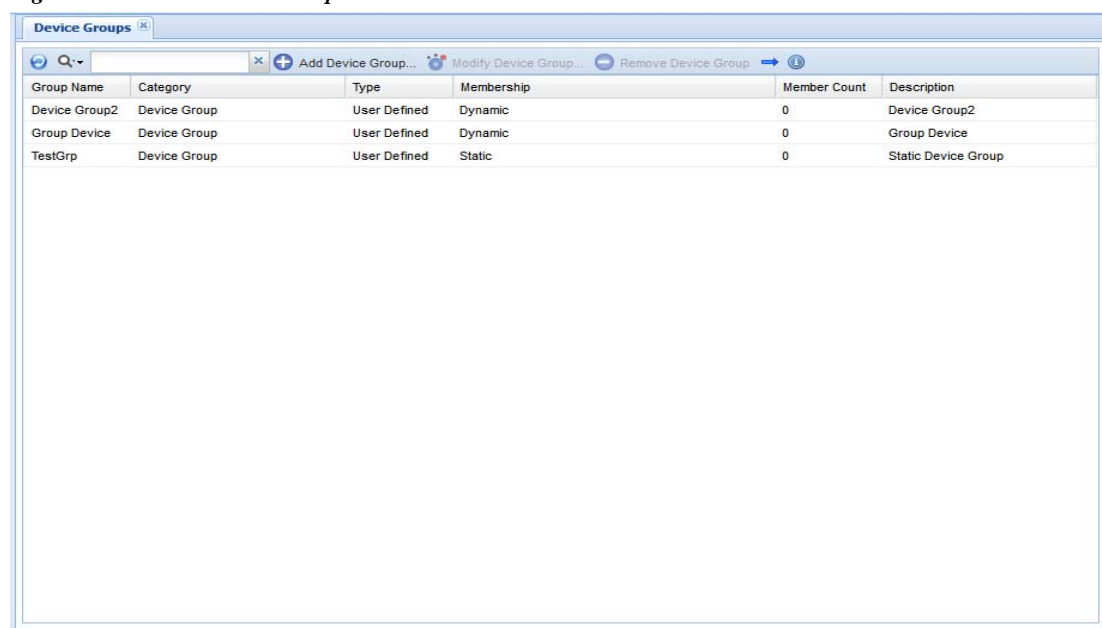 Device Groups
Add Device Group... Modify Device Group... Remove Device Group
Group Name Category Type Membership Member Count Description
Device Group2 Device Group User Defined Dynamic 0 Device Group2
Group Device Device Group User Defined Dynamic 0 Group Device
TestGrp Device Group User Defined Static 0 Static Device Group